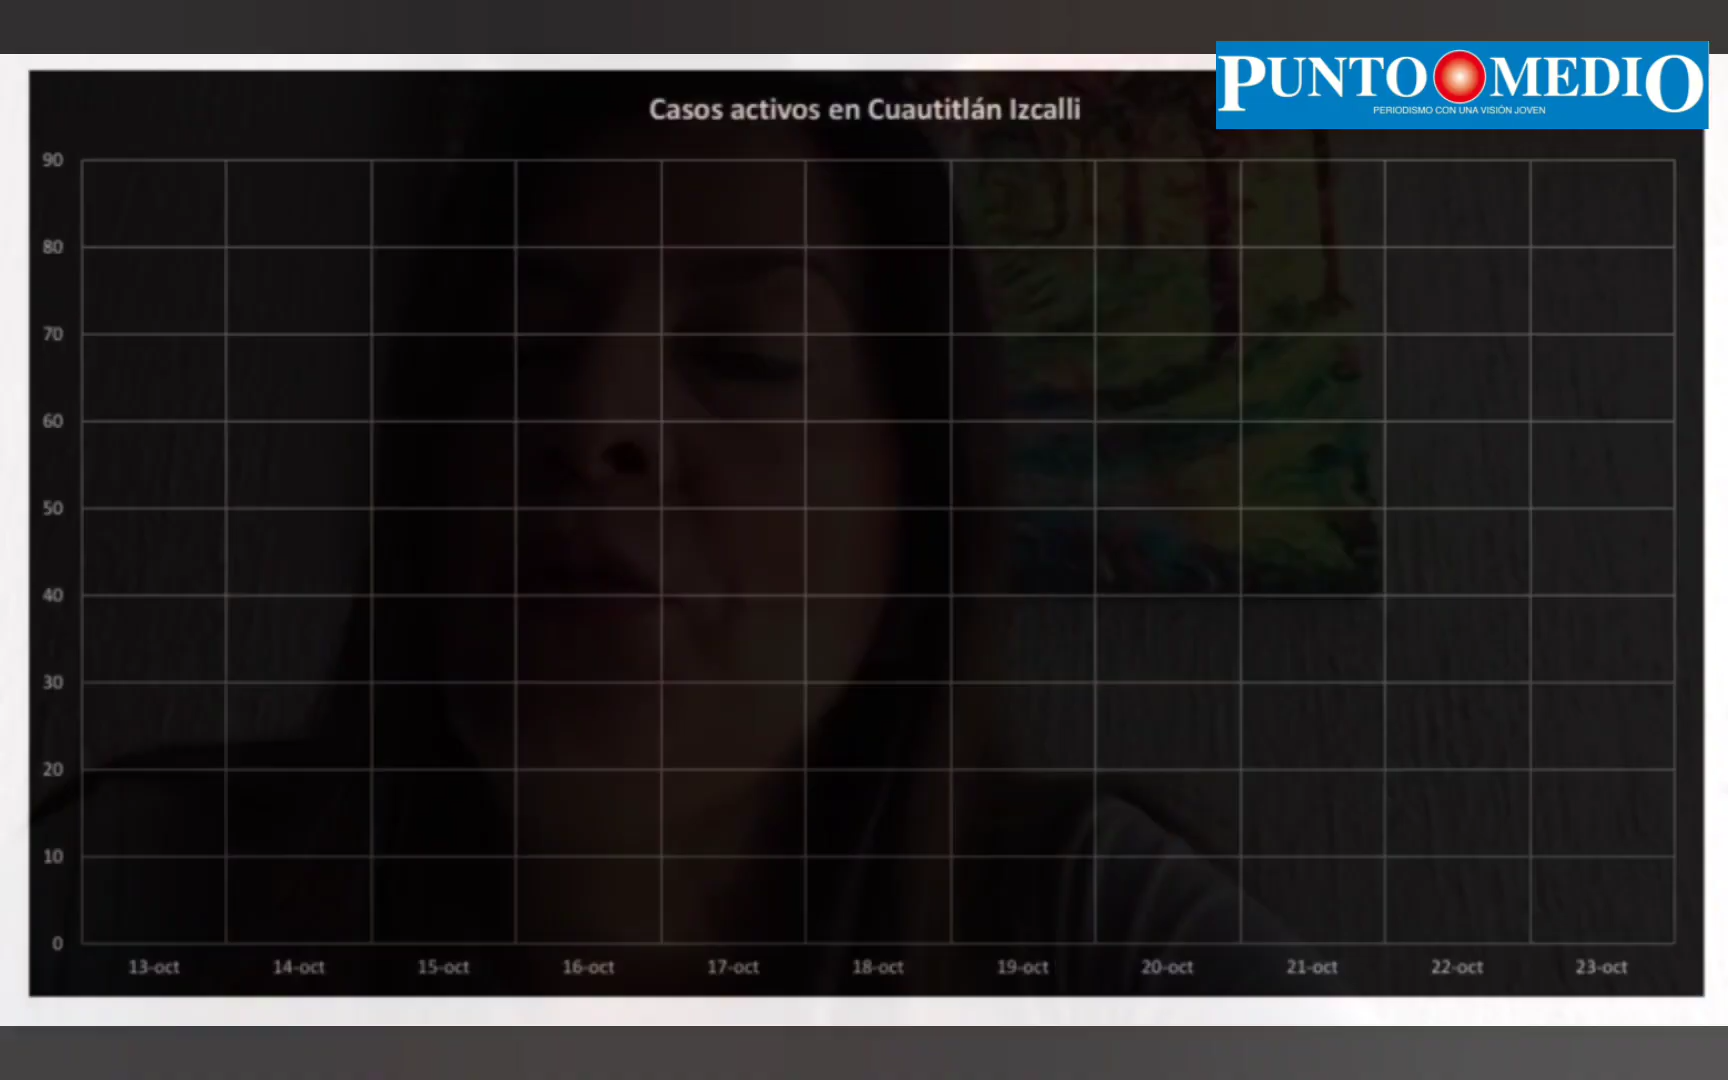 PUNTO MEDIO
PERIODISMO CON UNA VISIÓN JOVEN
Casos activos en Cuautitlán Izcalli
90
80
70
60
50
40
30
20
10
0
13-oct 14-oct 15-oct 16-oct 17-oct 18-oct 19-oct 20-oct 21-oct 22-oct 23-oct